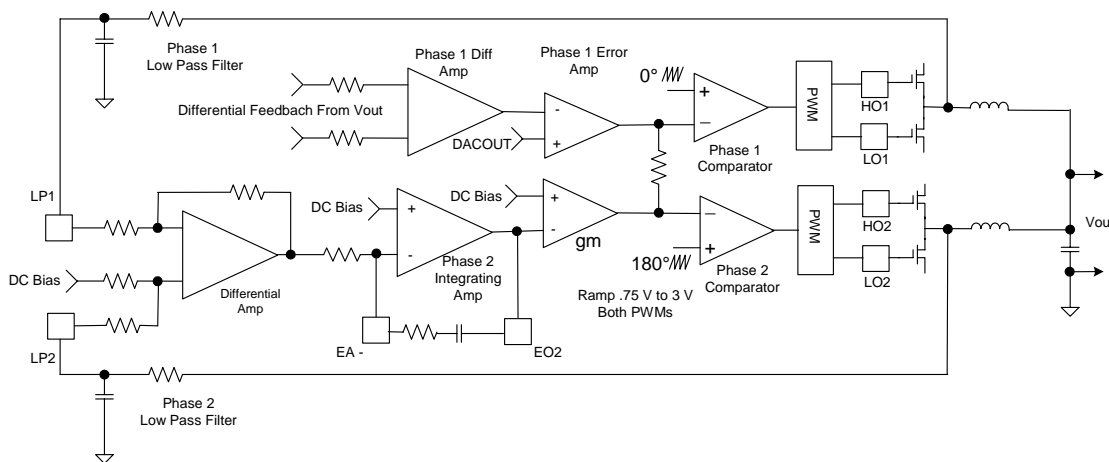 Phase 1
Low Pass Filter
Phase 1 Diff
Amp
Phase 1 Error
Amp
Differential Feedbach From Vout
DACOUT
0°
+
−
Phase 1
Comparator
PWM
HO1
LO1
-
+
LP1
DC Bias
LP2
Differential
Amp
DC Bias
+
-
Phase 2
Integrating
Amp
EA -
EO2
DC Bias
+
-
gm
180°
−
+
Phase 2
Comparator
Ramp .75 V to 3 V
Both PWMs
PWM
HO2
LO2
Vou
Phase 2
Low Pass Filter